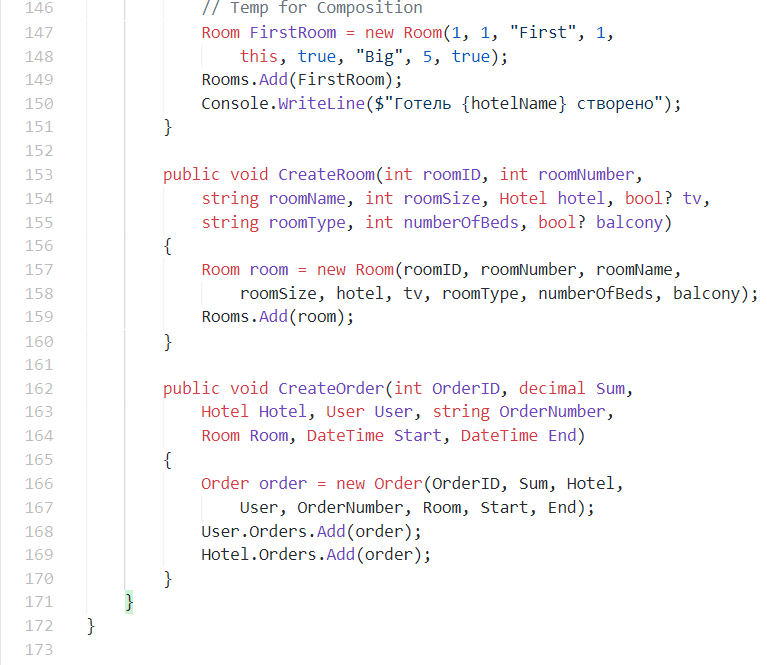 146 // Temp for Composition
147 Room FirstRoom = new Room(1, 1, "First", 1,
148 this, true, "Big", 5, true);
149 Rooms.Add(FirstRoom);
150 Console.WriteLine($"Готель {hotelName} створено");
151 }
152
153 public void CreateRoom(int roomID, int roomNumber,
154 string roomName, int roomSize, Hotel hotel, bool? tv,
155 string roomType, int numberOfBeds, bool? balcony)
156 {
157 Room room = new Room(roomID, roomNumber, roomName,
158 roomSize, hotel, tv, roomType, numberOfBeds, balcony);
159 Rooms.Add(room);
160 }
161
162 public void CreateOrder(int OrderID, decimal Sum,
163 Hotel Hotel, User User, string OrderNumber,
164 Room Room, DateTime Start, DateTime End)
165 {
166 Order order = new Order(OrderID, Sum, Hotel,
167 User, OrderNumber, Room, Start, End);
168 User.Orders.Add(order);
169 Hotel.Orders.Add(order);
170 }
171 }
172 }
173